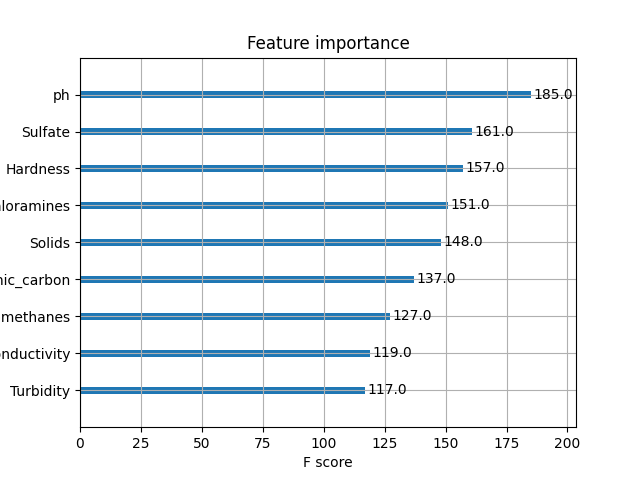 Feature importance
ph 185.0
Sulfate 161.0
Hardness 157.0
loramines 151.0
Solids 148.0
nic_carbon 137.0
methanes 127.0
onductivity 119.0
Turbidity 117.0
0 25 50 75 100 125 150 175 200
F score